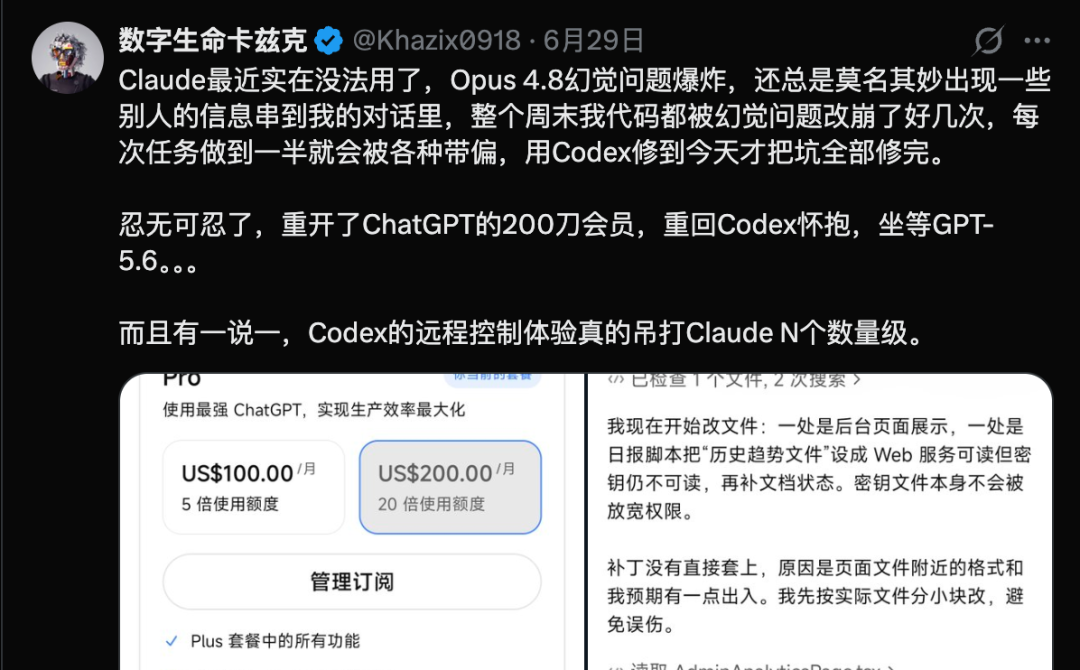 数字生命卡兹克 @Khazix0918 · 6月29日
Claude最近实在没法用了，Opus 4.8幻觉问题爆炸，还总是莫名其妙出现一些
别人的信息串到我的对话里，整个周末我代码都被幻觉问题改崩了好几次，每
次任务做到一半就会被各种带偏，用Codex修到今天才把坑全部修完。
忍无可忍了，重开了ChatGPT的200刀会员，重回Codex怀抱，坐等GPT-
5.6。。。
而且有一说一，Codex的远程控制体验真的吊打Claude N个数量级。
Pro 你当前的套餐
使用最强 ChatGPT，实现生产效率最大化
US$100.00/月
5 倍使用额度
US$200.00/月
20 倍使用额度
管理订阅
✓ Plus 套餐中的所有功能
</> 已检查 1 个文件, 2 次搜索 >
我现在开始改文件：一处是后台页面展示，一处是
日报脚本把“历史趋势文件”设成 Web 服务可读但密
钥仍不可读，再补文档状态。密钥文件本身不会被
放宽权限。
补丁没有直接套上，原因是页面文件附近的格式和
我预期有一点出入。我先按实际文件分小块改，避
免误伤。
</> 读取 AdminAnalyticsPage.tsx >